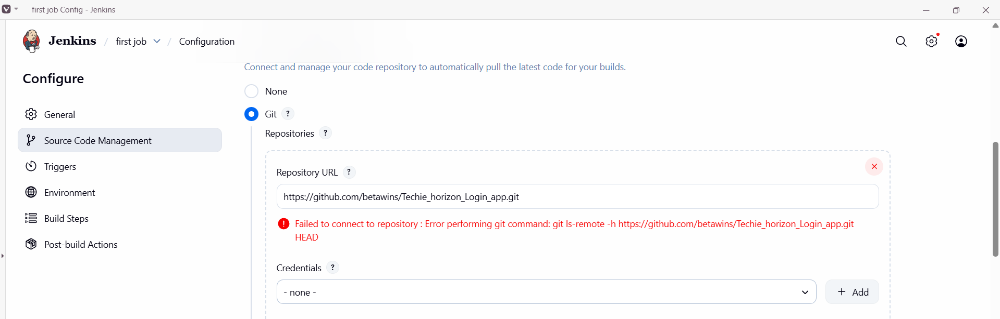 first job Config - Jenkins
Jenkins / first job / Configuration
Configure
General
Source Code Management
Triggers
Environment
Build Steps
Post-build Actions
Connect and manage your code repository to automatically pull the latest code for your builds.
None
Git ?
Repositories ?
Repository URL ?
https://github.com/betawins/Techie_horizon_Login_app.git
Failed to connect to repository : Error performing git command: git ls-remote -h https://github.com/betawins/Techie_horizon_Login_app.git
HEAD
Credentials ?
- none -
+ Add